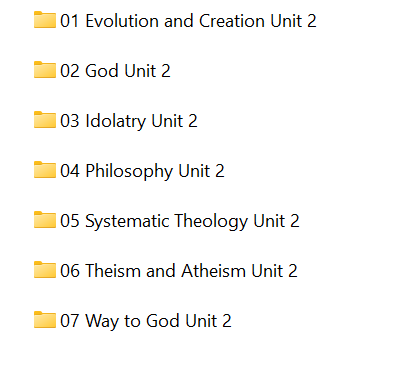 01 Evolution and Creation Unit 2
02 God Unit 2
03 Idolatry Unit 2
04 Philosophy Unit 2
05 Systematic Theology Unit 2
06 Theism and Atheism Unit 2
07 Way to God Unit 2